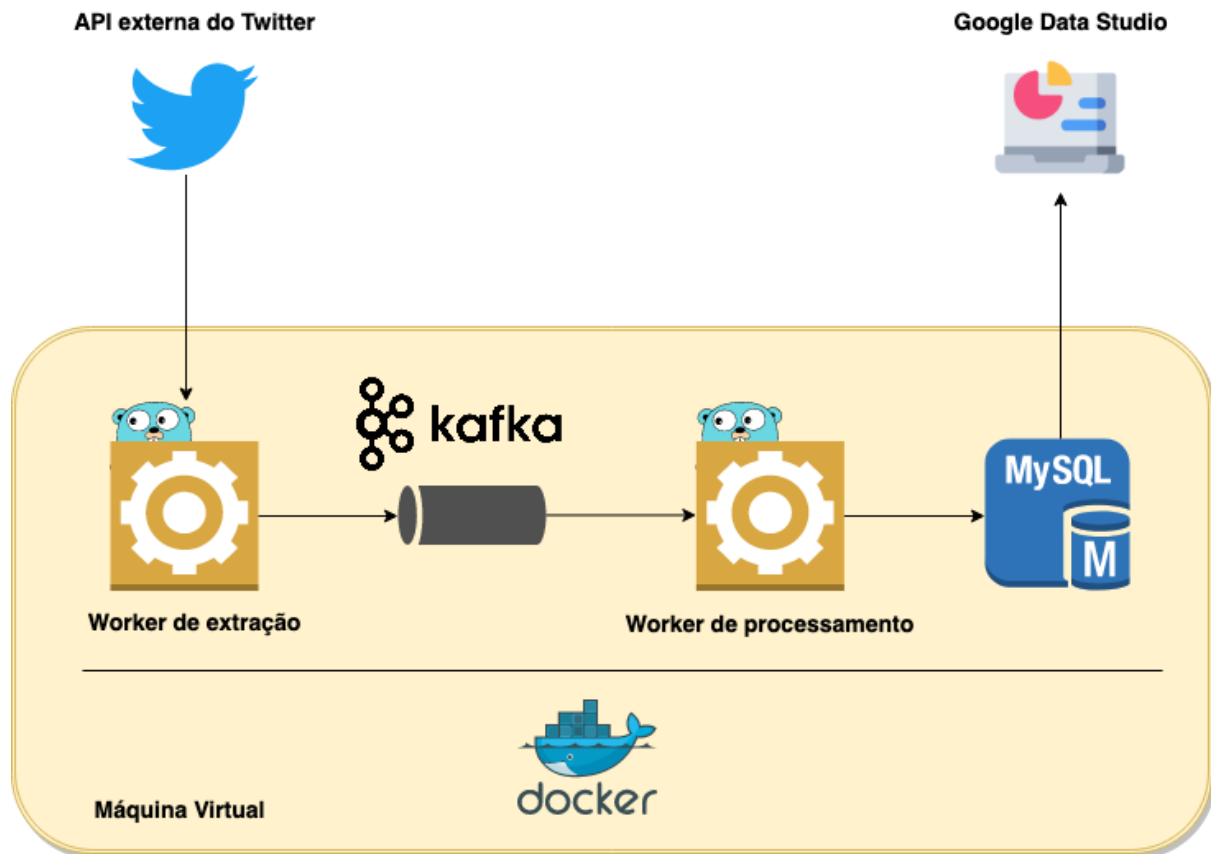 API externa do Twitter
Google Data Studio
kafka
MySQL
M
Worker de extração
Worker de processamento
docker
Máquina Virtual